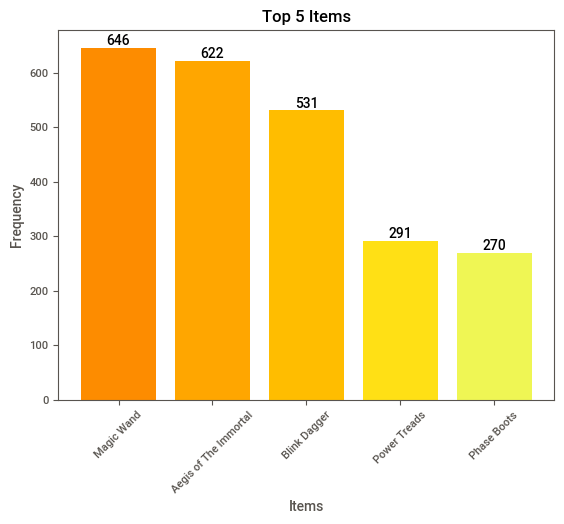 Top 5 Items
Frequency
600
500
400
300
200
100
0
646
622
531
291
270
Magic Wand
Aegis of The Immortal
Blink Dagger
Power Treads
Phase Boots
Items